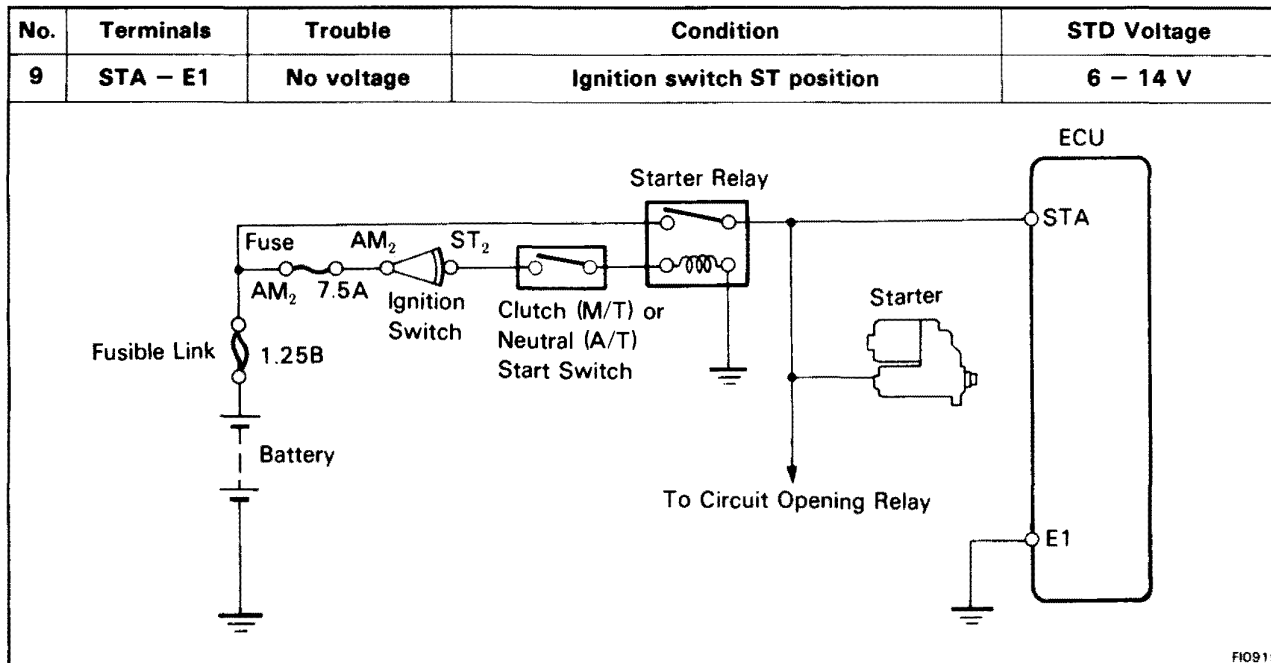 No. Terminals Trouble Condition STD Voltage
9 STA – E1 No voltage Ignition switch ST position 6 – 14 V
ECU
Starter Relay
STA
Fuse AM₂ ST₂
AM₂ 7.5A Ignition
Switch
Clutch (M/T) or
Neutral (A/T)
Start Switch
Starter
Fusible Link 1.25B
Battery
To Circuit Opening Relay
E1